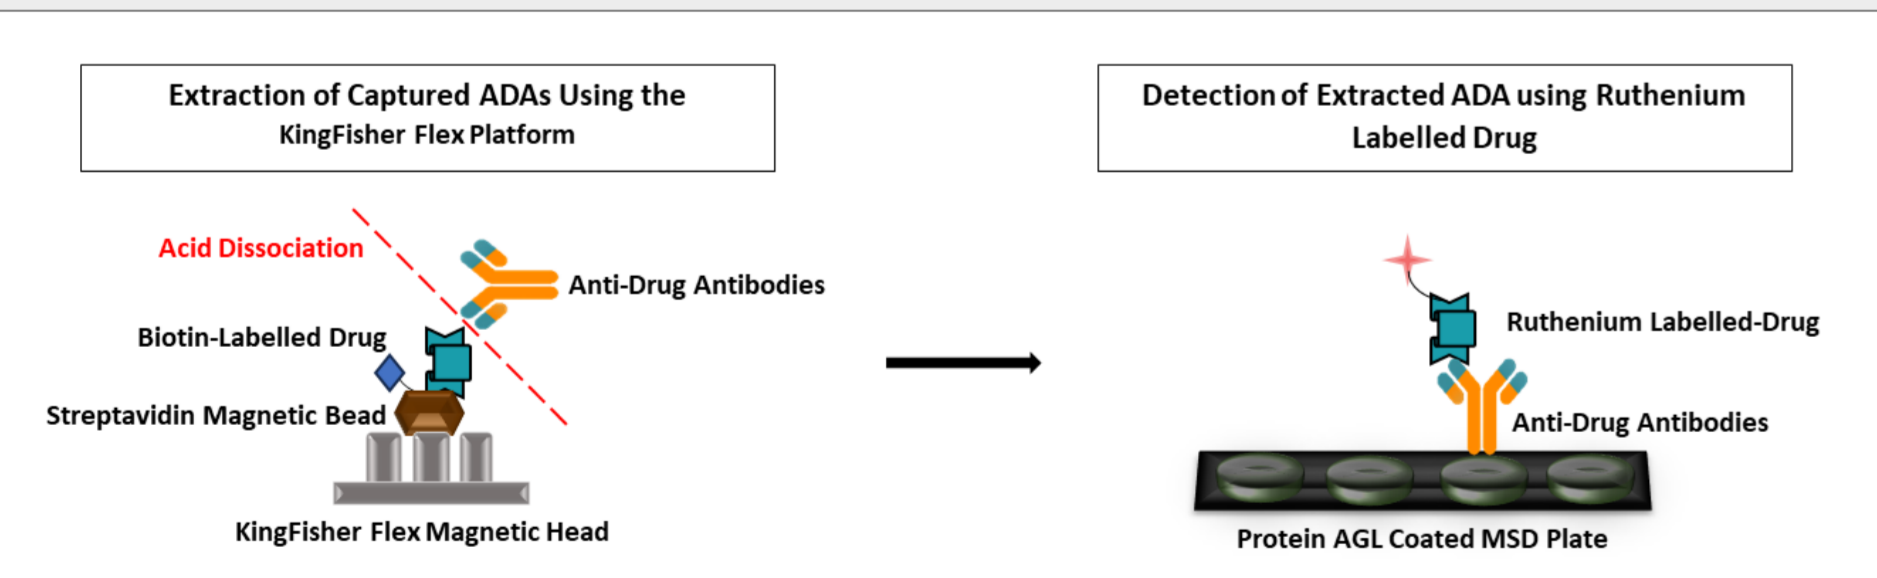 Extraction of Captured ADAs Using the
KingFisher Flex Platform
Acid Dissociation
Anti-Drug Antibodies
Biotin-Labelled Drug
Streptavidin Magnetic Bead
KingFisher Flex Magnetic Head
Detection of Extracted ADA using Ruthenium
Labelled Drug
Ruthenium Labelled-Drug
Anti-Drug Antibodies
Protein AGL Coated MSD Plate